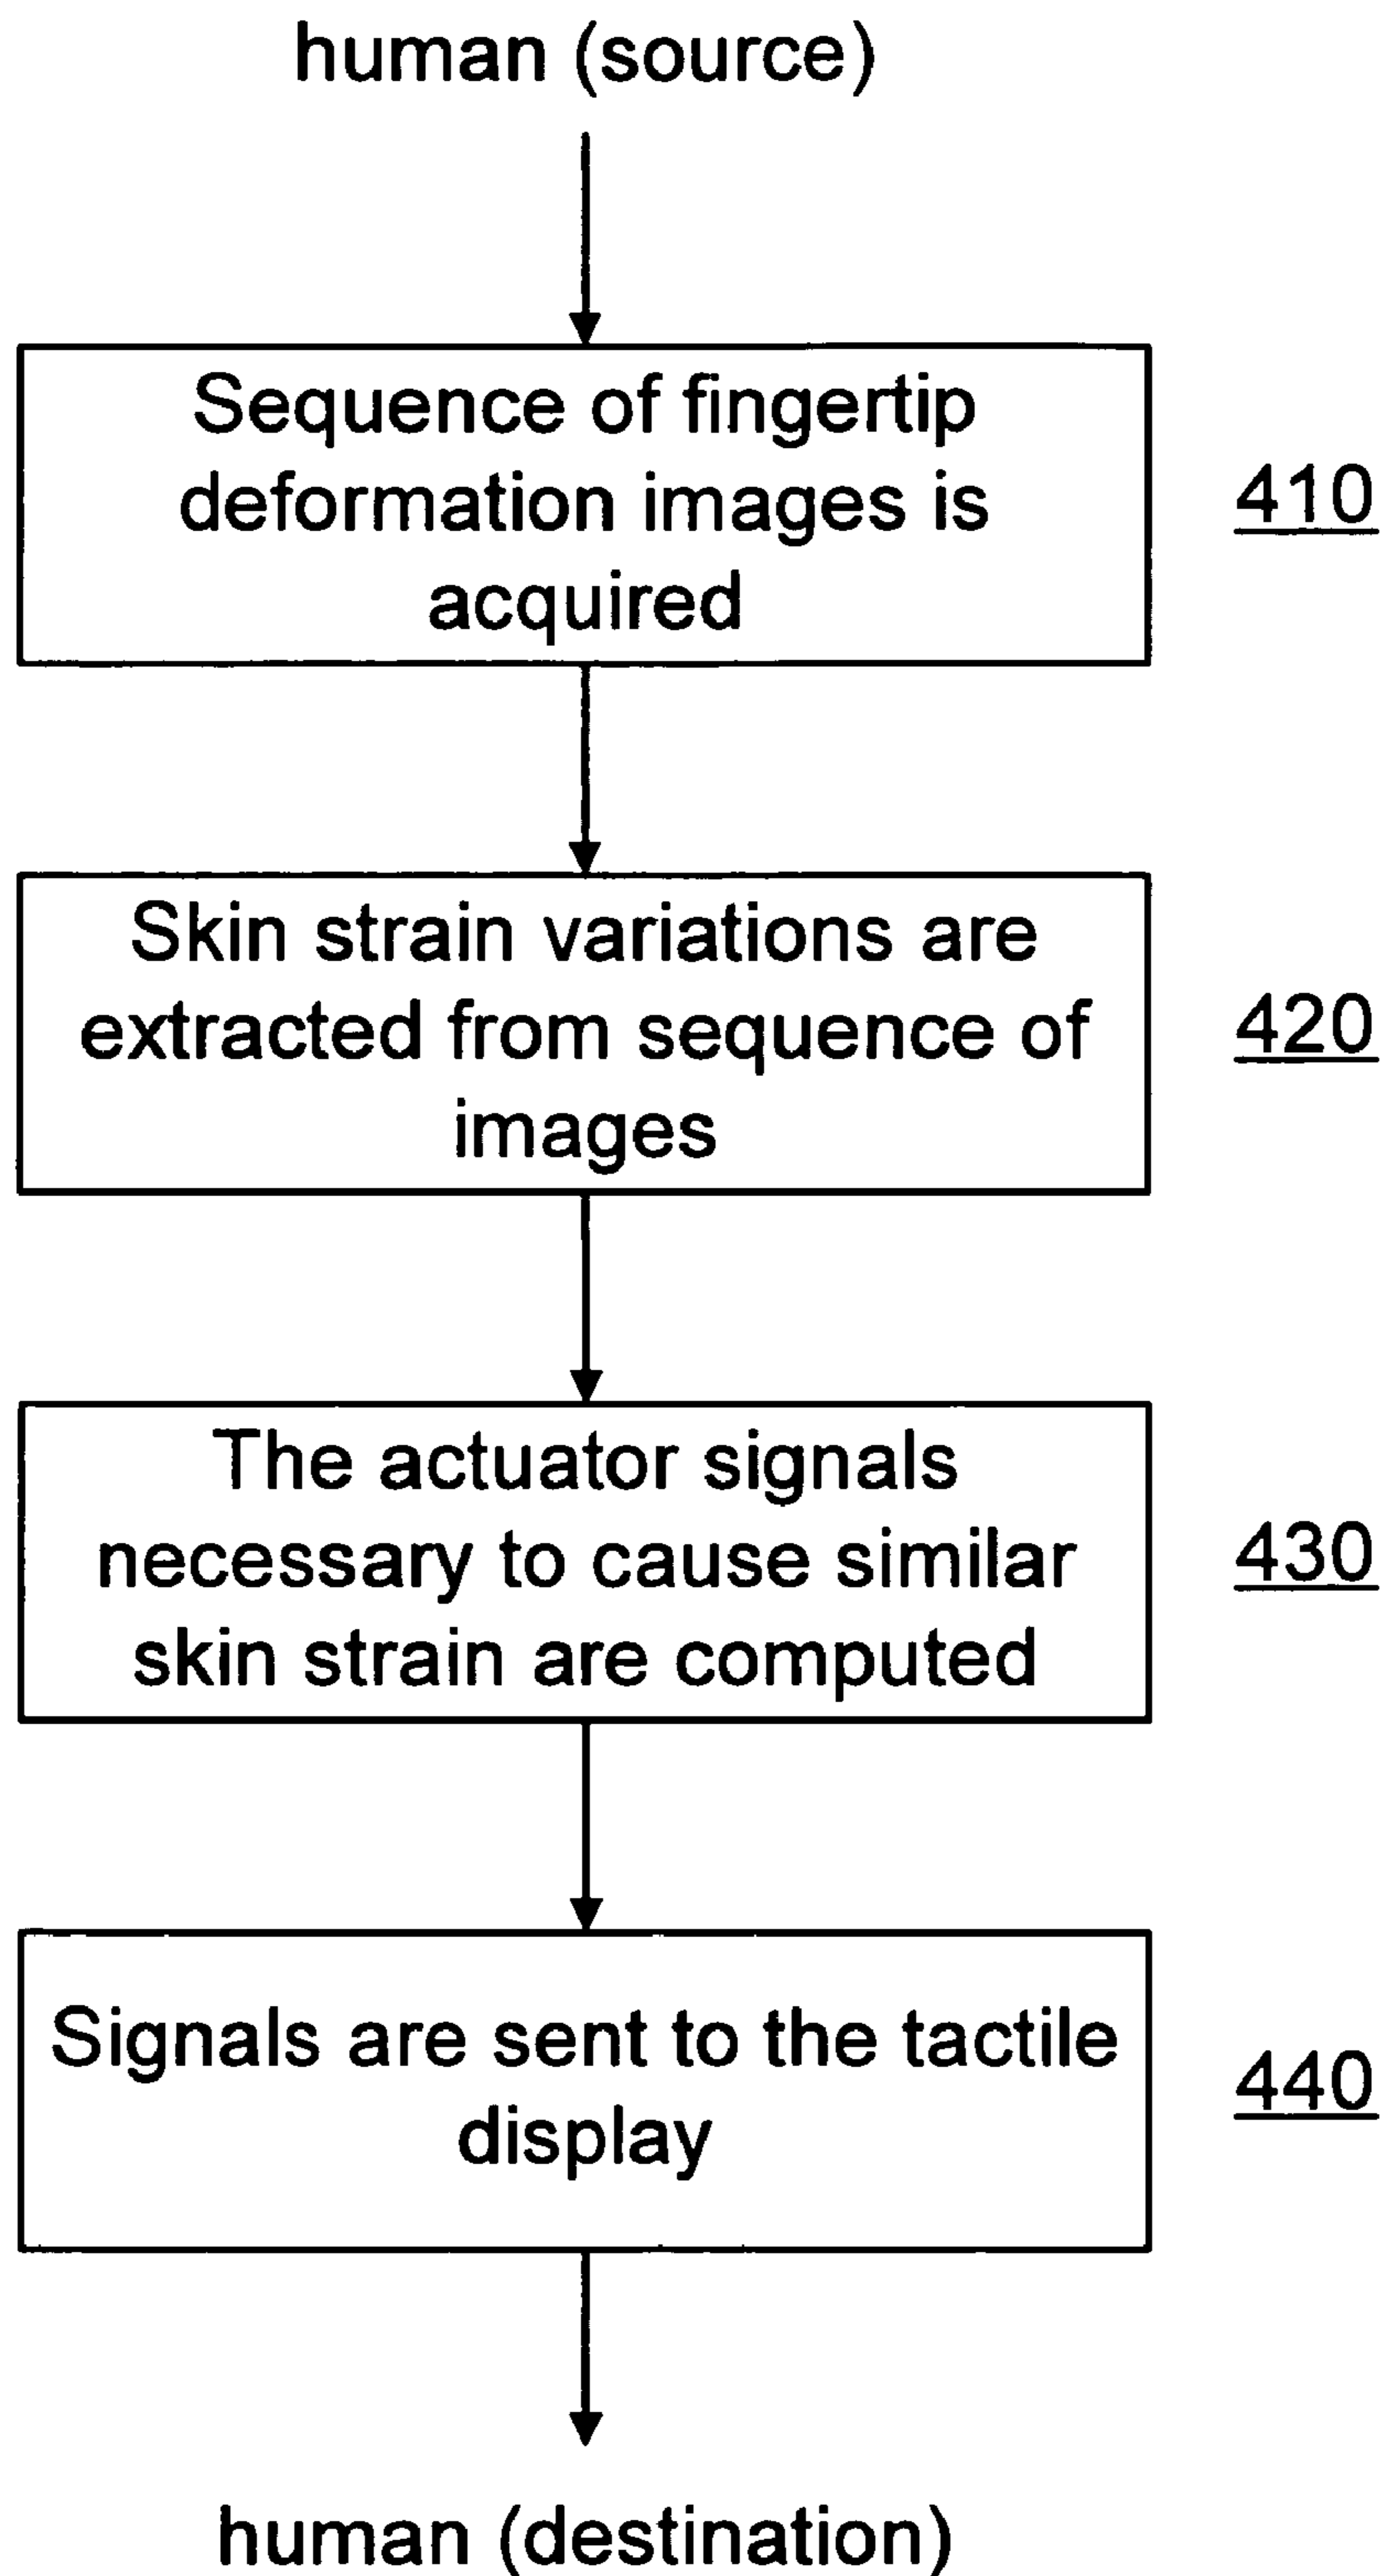 human (source)
Sequence of fingertip
deformation images is
acquired
410
Skin strain variations are
extracted from sequence of
images
420
The actuator signals
necessary to cause similar
skin strain are computed
430
Signals are sent to the tactile
display
440
human (destination)